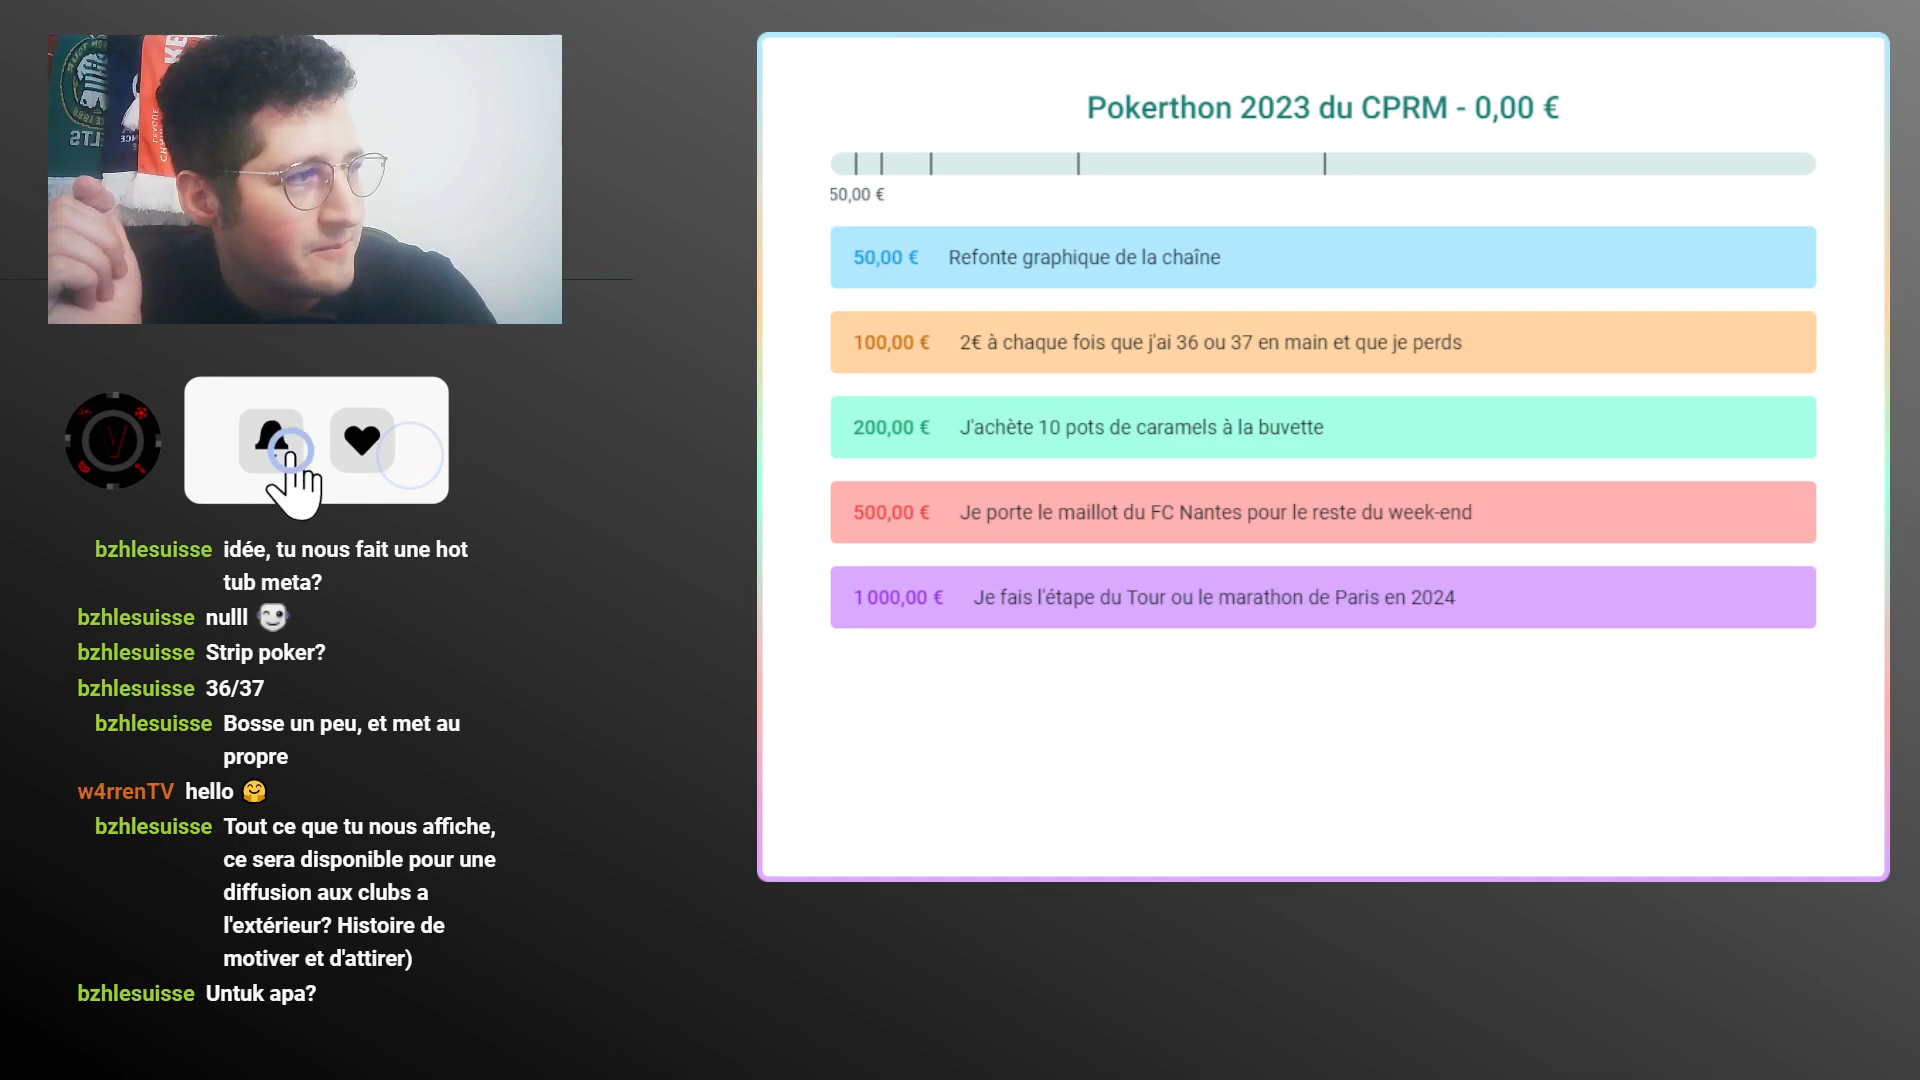 Pokerthon 2023 du CPRM - 0,00 €
50,00 €
50,00 € Refonte graphique de la chaîne
100,00 € 2€ à chaque fois que j'ai 36 ou 37 en main et que je perds
200,00 € J'achète 10 pots de caramels à la buvette
500,00 € Je porte le maillot du FC Nantes pour le reste du week-end
1 000,00 € Je fais l'étape du Tour ou le marathon de Paris en 2024
bzhlesuisse idée, tu nous fait une hot
tub meta?
bzhlesuisse nulll
bzhlesuisse Strip poker?
bzhlesuisse 36/37
bzhlesuisse Bosse un peu, et met au
propre
w4rrenTV hello 🤗
bzhlesuisse Tout ce que tu nous affiche,
ce sera disponible pour une
diffusion aux clubs a
l'extérieur? Histoire de
motiver et d'attirer)
bzhlesuisse Untuk apa?